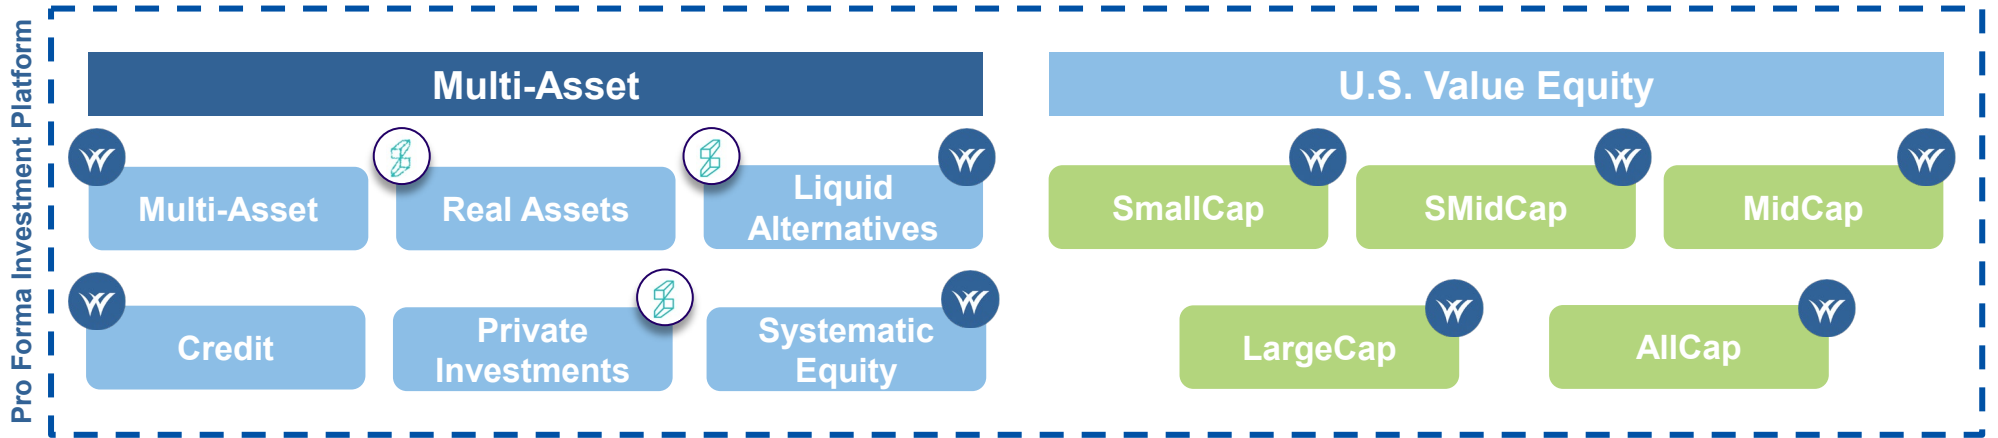 Pro Forma Investment Platform
Multi-Asset
U.S. Value Equity
Multi-Asset
Real Assets
Liquid
Alternatives
SmallCap
SMidCap
MidCap
Credit
Private
Investments
Systematic
Equity
LargeCap
AllCap